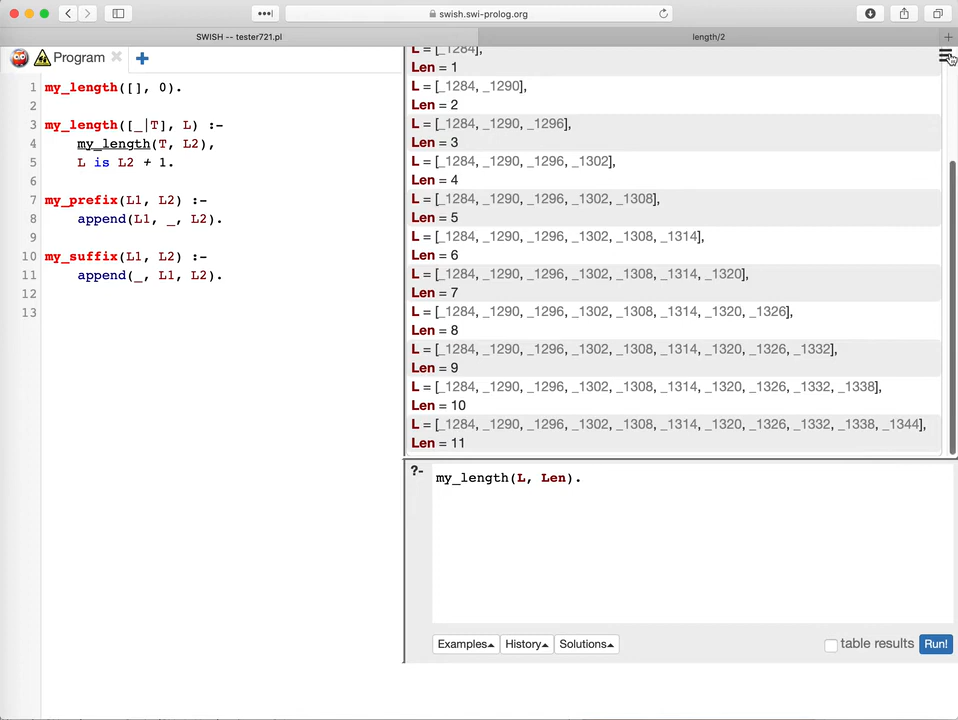 swish.swi-prolog.org
SWISH -- tester721.pl
length/2
Program
1 my_length([], 0).
2
3 my_length([_|T], L) :-
4 my_length(T, L2),
5 L is L2 + 1.
6
7 my_prefix(L1, L2) :-
8 append(L1, _, L2).
9
10 my_suffix(L1, L2) :-
11 append(_, L1, L2).
12
13
L = [_1284],
Len = 1
L = [_1284, _1290],
Len = 2
L = [_1284, _1290, _1296],
Len = 3
L = [_1284, _1290, _1296, _1302],
Len = 4
L = [_1284, _1290, _1296, _1302, _1308],
Len = 5
L = [_1284, _1290, _1296, _1302, _1308, _1314],
Len = 6
L = [_1284, _1290, _1296, _1302, _1308, _1314, _1320],
Len = 7
L = [_1284, _1290, _1296, _1302, _1308, _1314, _1320, _1326],
Len = 8
L = [_1284, _1290, _1296, _1302, _1308, _1314, _1320, _1326, _1332],
Len = 9
L = [_1284, _1290, _1296, _1302, _1308, _1314, _1320, _1326, _1332, _1338],
Len = 10
L = [_1284, _1290, _1296, _1302, _1308, _1314, _1320, _1326, _1332, _1338, _1344],
Len = 11
?- my_length(L, Len).
Examples History Solutions table results Run!